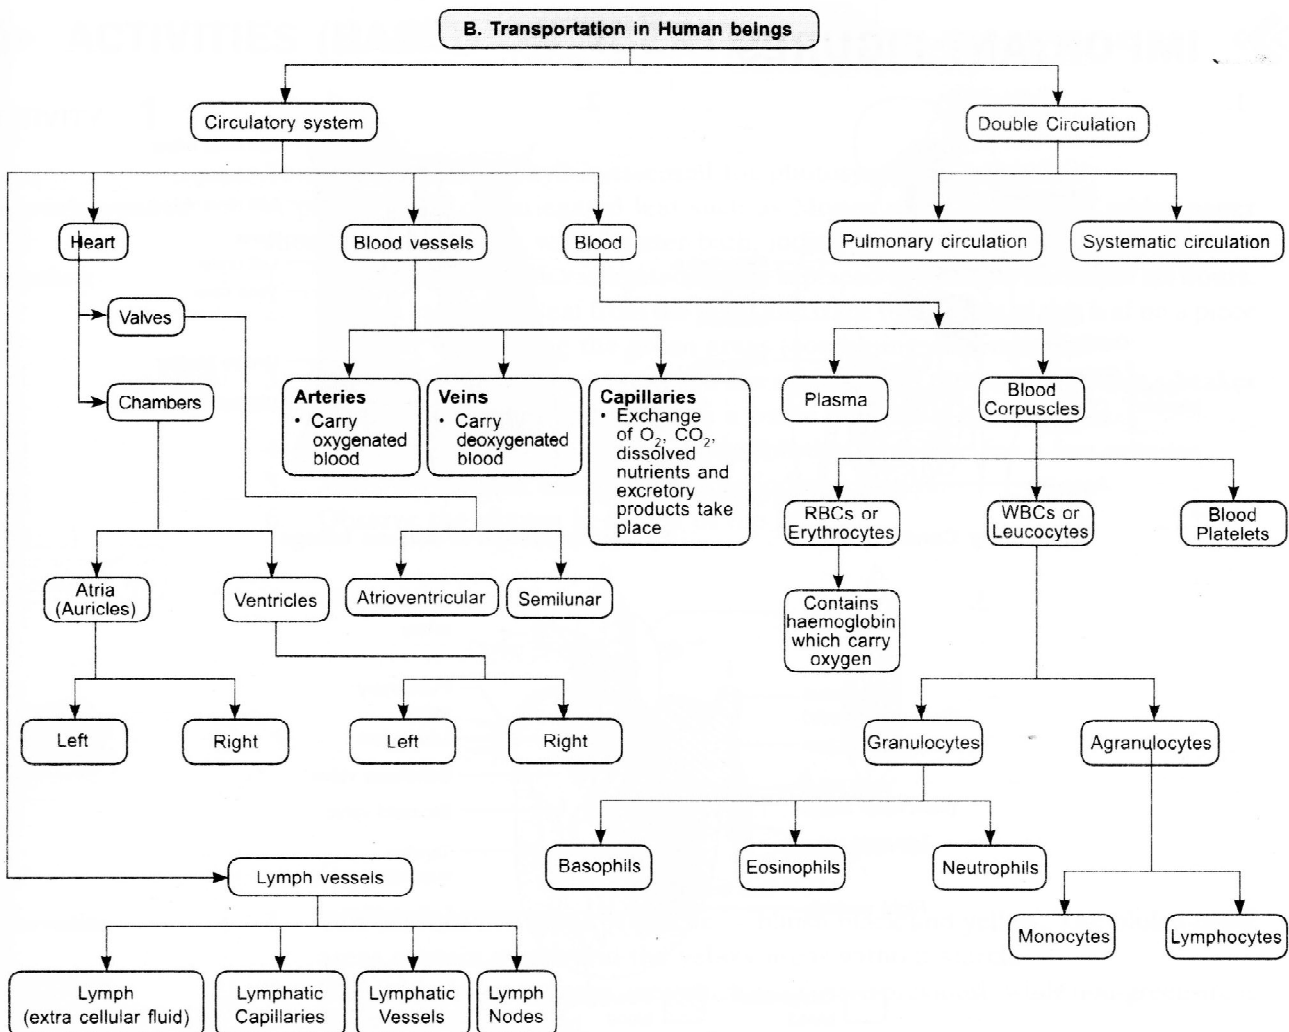 B. Transportation in Human beings
Circulatory system
Double Circulation
Heart
Blood vessels
Blood
Pulmonary circulation
Systematic circulation
Valves
Chambers
Arteries
• Carry
oxygenated
blood
Veins
• Carry
deoxygenated
blood
Capillaries
• Exchange
of O₂, CO₂,
dissolved
nutrients and
excretory
products take
place
Plasma
Blood
Corpuscles
RBCs or
Erythrocytes
WBCs or
Leucocytes
Blood
Platelets
Atria
(Auricles)
Ventricles
Atrioventricular
Semilunar
Contains
haemoglobin
which carry
oxygen
Left
Right
Left
Right
Granulocytes
Agranulocytes
Basophils
Eosinophils
Neutrophils
Lymph vessels
Monocytes
Lymphocytes
Lymph
(extra cellular fluid)
Lymphatic
Capillaries
Lymphatic
Vessels
Lymph
Nodes